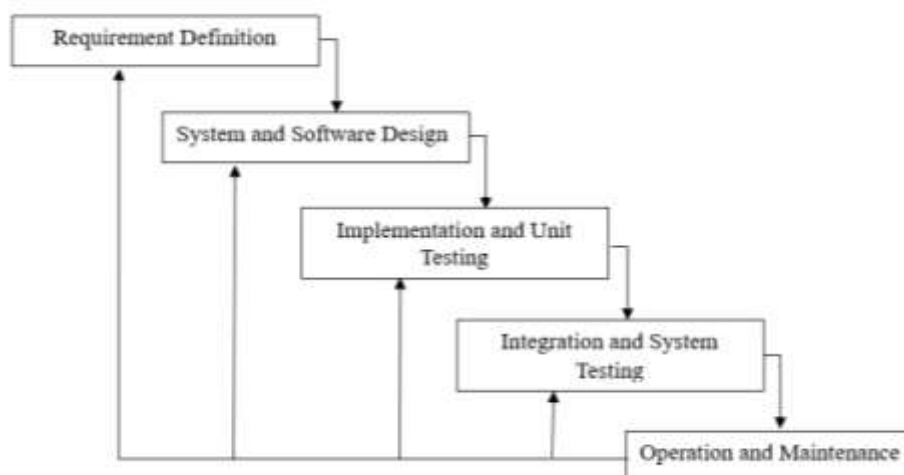 Requirement Definition
System and Software Design
Implementation and Unit
Testing
Integration and System
Testing
Operation and Maintenance